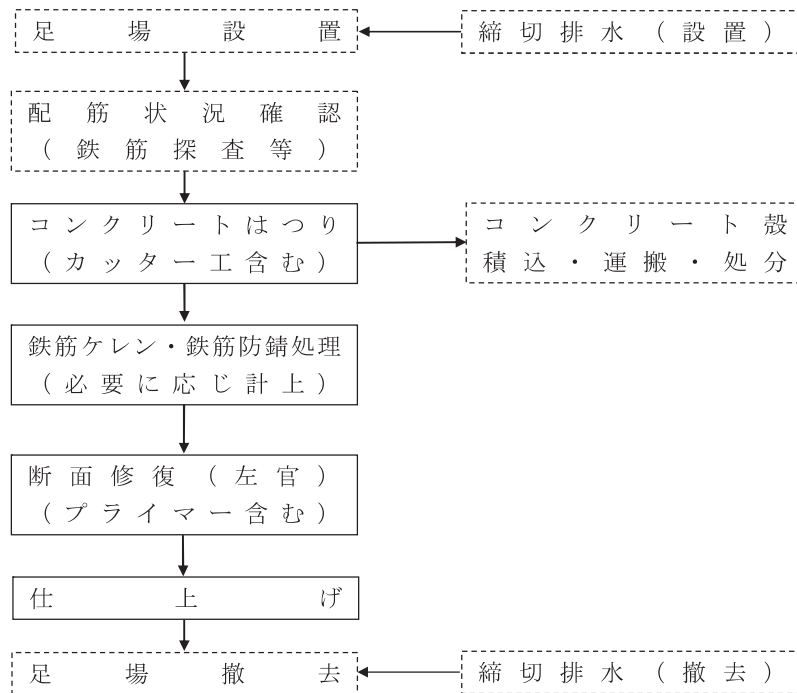 足場設置
締切排水(設置)
配筋状況確認
(鉄筋探査等)
コンクリートはつり
(カッター工含む)
コンクリート殻
積込・運搬・処分
鉄筋ケレン・鉄筋防錆処理
(必要に応じ計上)
断面修復(左官)
(プライマー含む)
仕上げ
足場撤去
締切排水(撤去)